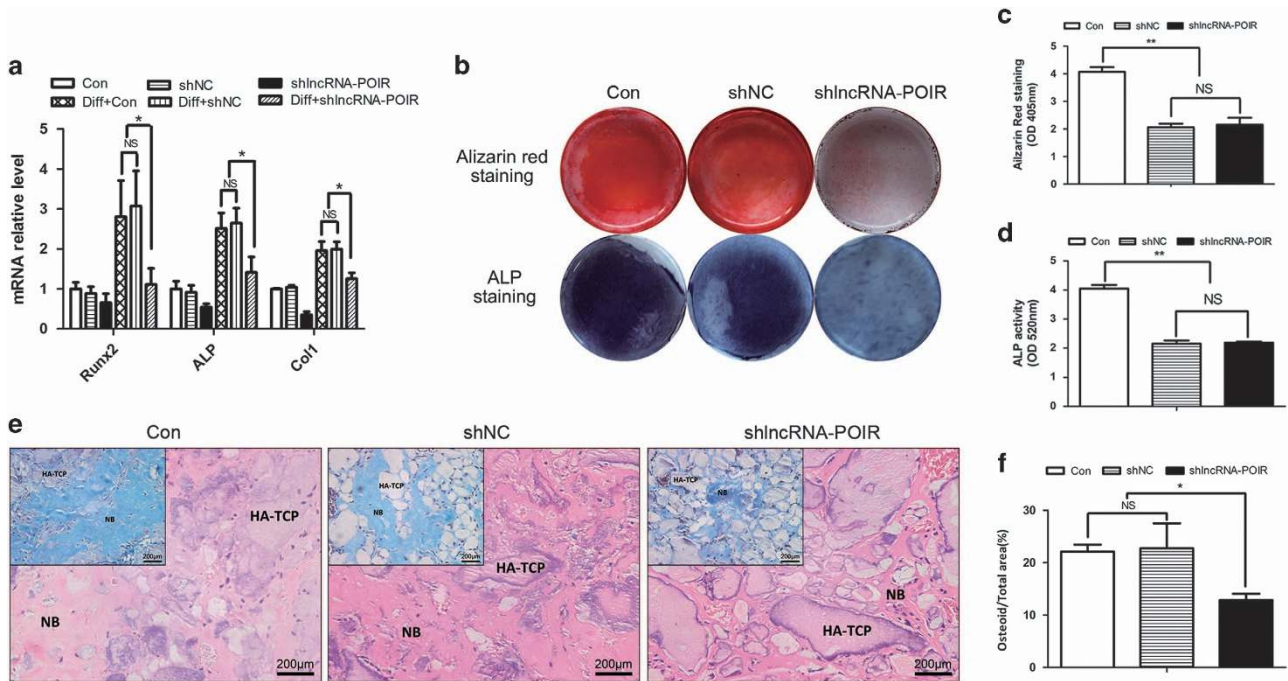 a
Con shNC shlncRNA-POIR
Diff+Con Diff+shNC Diff+shlncRNA-POIR
mRNA relative level
5
4
3
2
1
0
*
NS
*
NS
*
NS
Runx2 ALP Col1
b
Con shNC shlncRNA-POIR
Alizarin red
staining
ALP
staining
c
Con shNC shlncRNA-POIR
Ailzarin Red staining
(OD 405nm)
5
4
3
2
1
0
**
NS
d
Con shNC shlncRNA-POIR
ALP activity
(OD 520nm)
5
4
3
2
1
0
**
NS
e
Con shNC shlncRNA-POIR
HA-TCP
NB
200μm
HA-TCP
NB
200μm
HA-TCP
NB
200μm
HA-TCP
NB
200μm
HA-TCP
NB
200μm
NB
HA-TCP
200μm
f
Con shNC shlncRNA-POIR
Osteoid/Total area(%)
30
20
10
0
*
NS